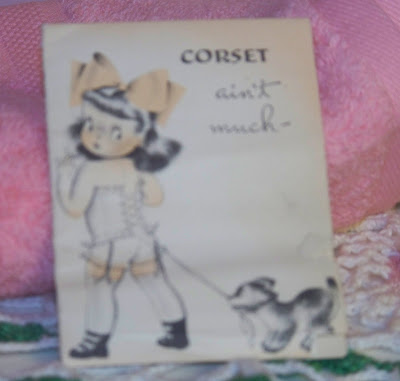 CORSET
ain't
much-